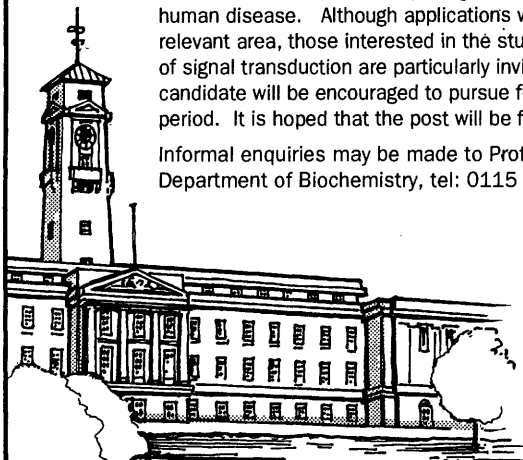 human disease. Although applications w
relevant area, those interested in the stu
of signal transduction are particularly invi
candidate will be encouraged to pursue f
period. It is hoped that the post will be f
Informal enquiries may be made to Prof
Department of Biochemistry, tel: 0115